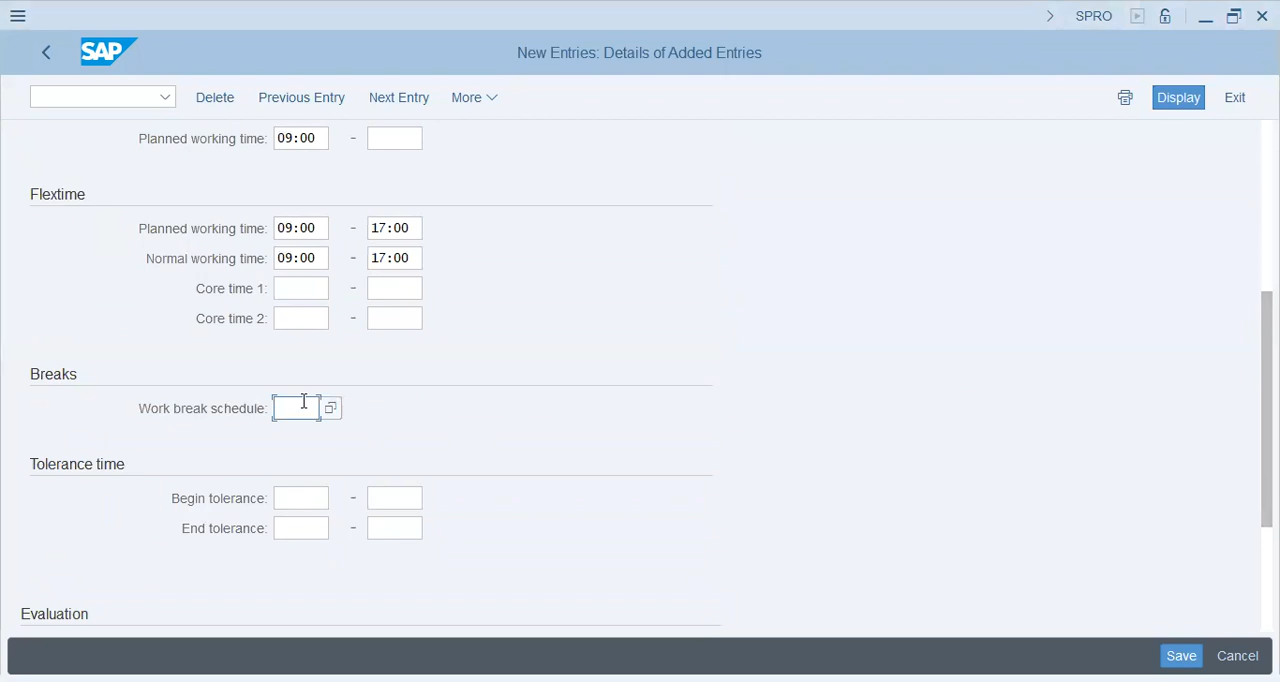 SPRO
SAP New Entries: Details of Added Entries
Delete Previous Entry Next Entry More Display Exit
Planned working time: 09:00 -
Flextime
Planned working time: 09:00 - 17:00
Normal working time: 09:00 - 17:00
Core time 1: -
Core time 2: -
Breaks
Work break schedule:
Tolerance time
Begin tolerance: -
End tolerance: -
Evaluation
Save Cancel